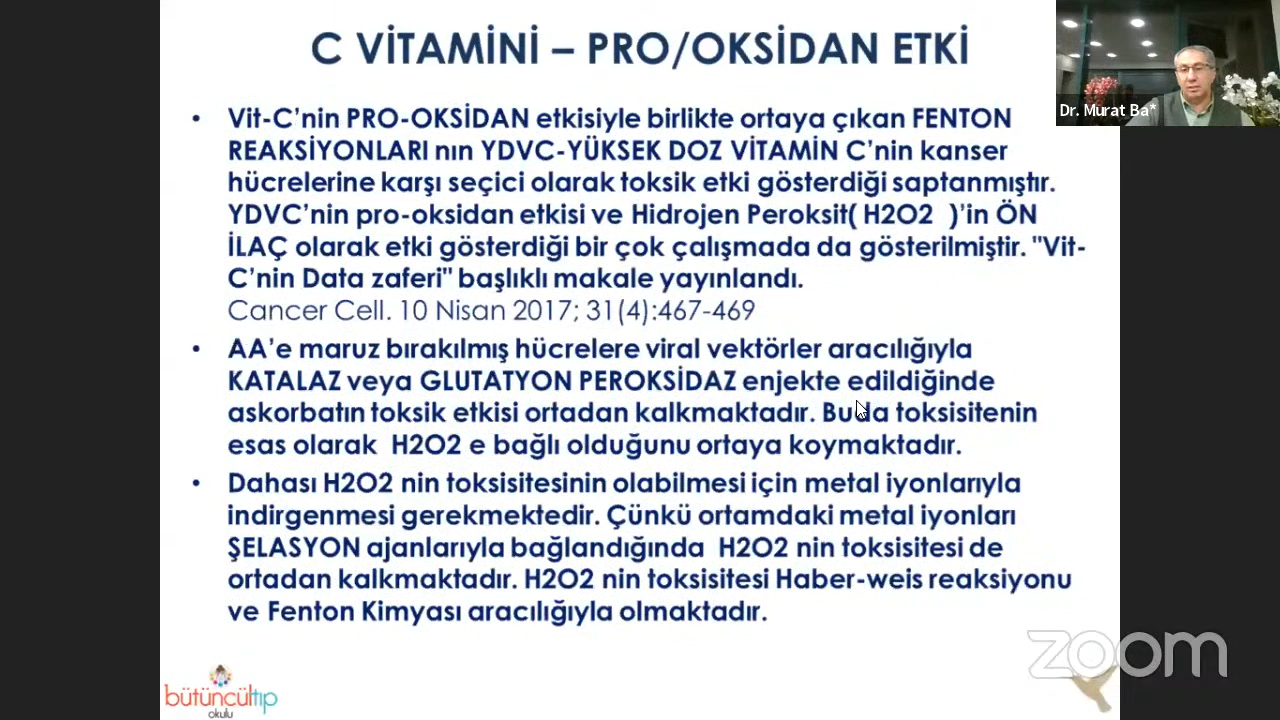 C VİTAMİNİ – PRO/OKSİDAN ETKİ
Dr. Murat Ba*
• Vit-C’nin PRO-OKSİDAN etkisiyle birlikte ortaya çıkan FENTON
REAKSİYONLARI nın YDVC-YÜKSEK DOZ VİTAMİN C’nin kanser
hücrelerine karşı seçici olarak toksik etki gösterdiği saptanmıştır.
YDVC’nin pro-oksidan etkisi ve Hidrojen Peroksit( H2O2 )’in ÖN
İLAÇ olarak etki gösterdiği bir çok çalışmada da gösterilmiştir. "Vit-
C’nin Data zaferi" başlıklı makale yayınlandı.
Cancer Cell. 10 Nisan 2017; 31(4):467-469
• AA’e maruz bırakılmış hücrelere viral vektörler aracılığıyla
KATALAZ veya GLUTATYON PEROKSİDAZ enjekte edildiğinde
askorbatın toksik etkisi ortadan kalkmaktadır. Buda toksisitenin
esas olarak H2O2 e bağlı olduğunu ortaya koymaktadır.
• Dahası H2O2 nin toksisitesinin olabilmesi için metal iyonlarıyla
indirgenmesi gerekmektedir. Çünkü ortamdaki metal iyonları
ŞELASYON ajanlarıyla bağlandığında H2O2 nin toksisitesi de
ortadan kalkmaktadır. H2O2 nin toksisitesi Haber-weis reaksiyonu
ve Fenton Kimyası aracılığıyla olmaktadır.
zoom
bütüncültıp
okulu